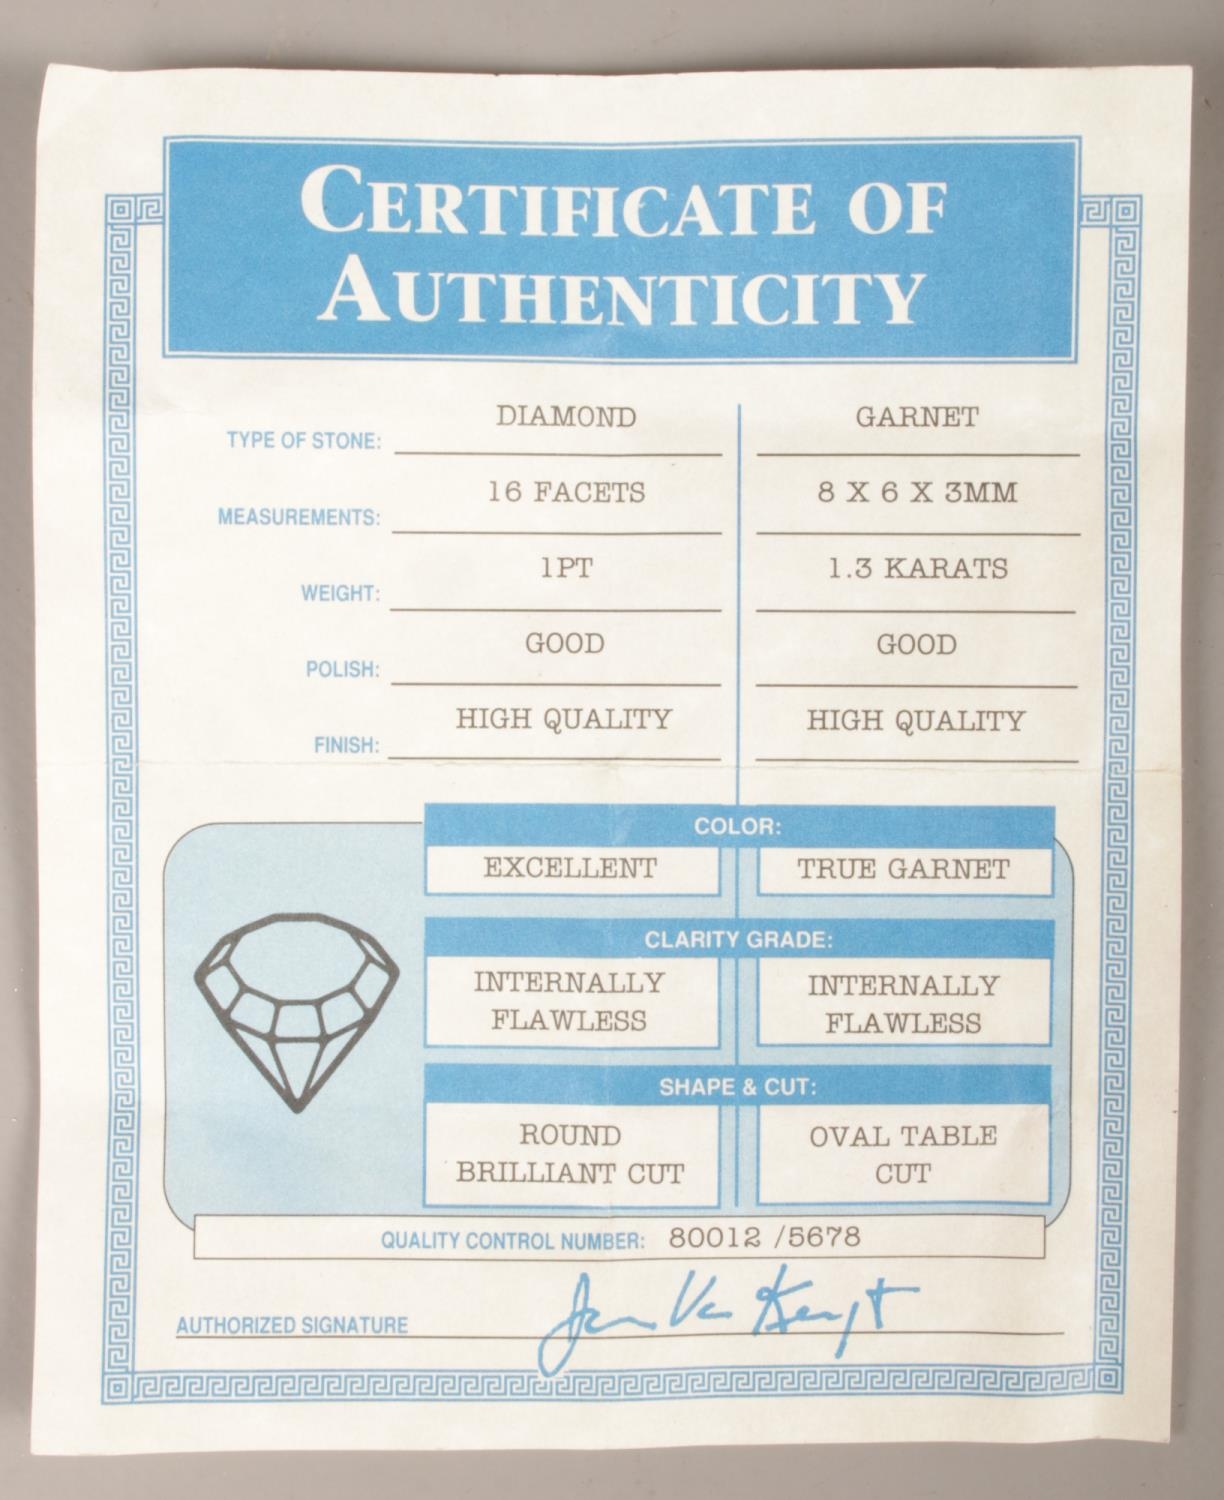 CERTIFICATE OF
AUTHENTICITY
TYPE OF STONE: DIAMOND GARNET
MEASUREMENTS: 16 FACETS 8 X 6 X 3MM
WEIGHT: 1PT 1.3 KARATS
POLISH: GOOD GOOD
FINISH: HIGH QUALITY HIGH QUALITY
COLOR:
EXCELLENT TRUE GARNET
CLARITY GRADE:
INTERNALLY INTERNALLY
FLAWLESS FLAWLESS
SHAPE & CUT:
ROUND OVAL TABLE
BRILLIANT CUT CUT
QUALITY CONTROL NUMBER: 80012 /5678
AUTHORIZED SIGNATURE